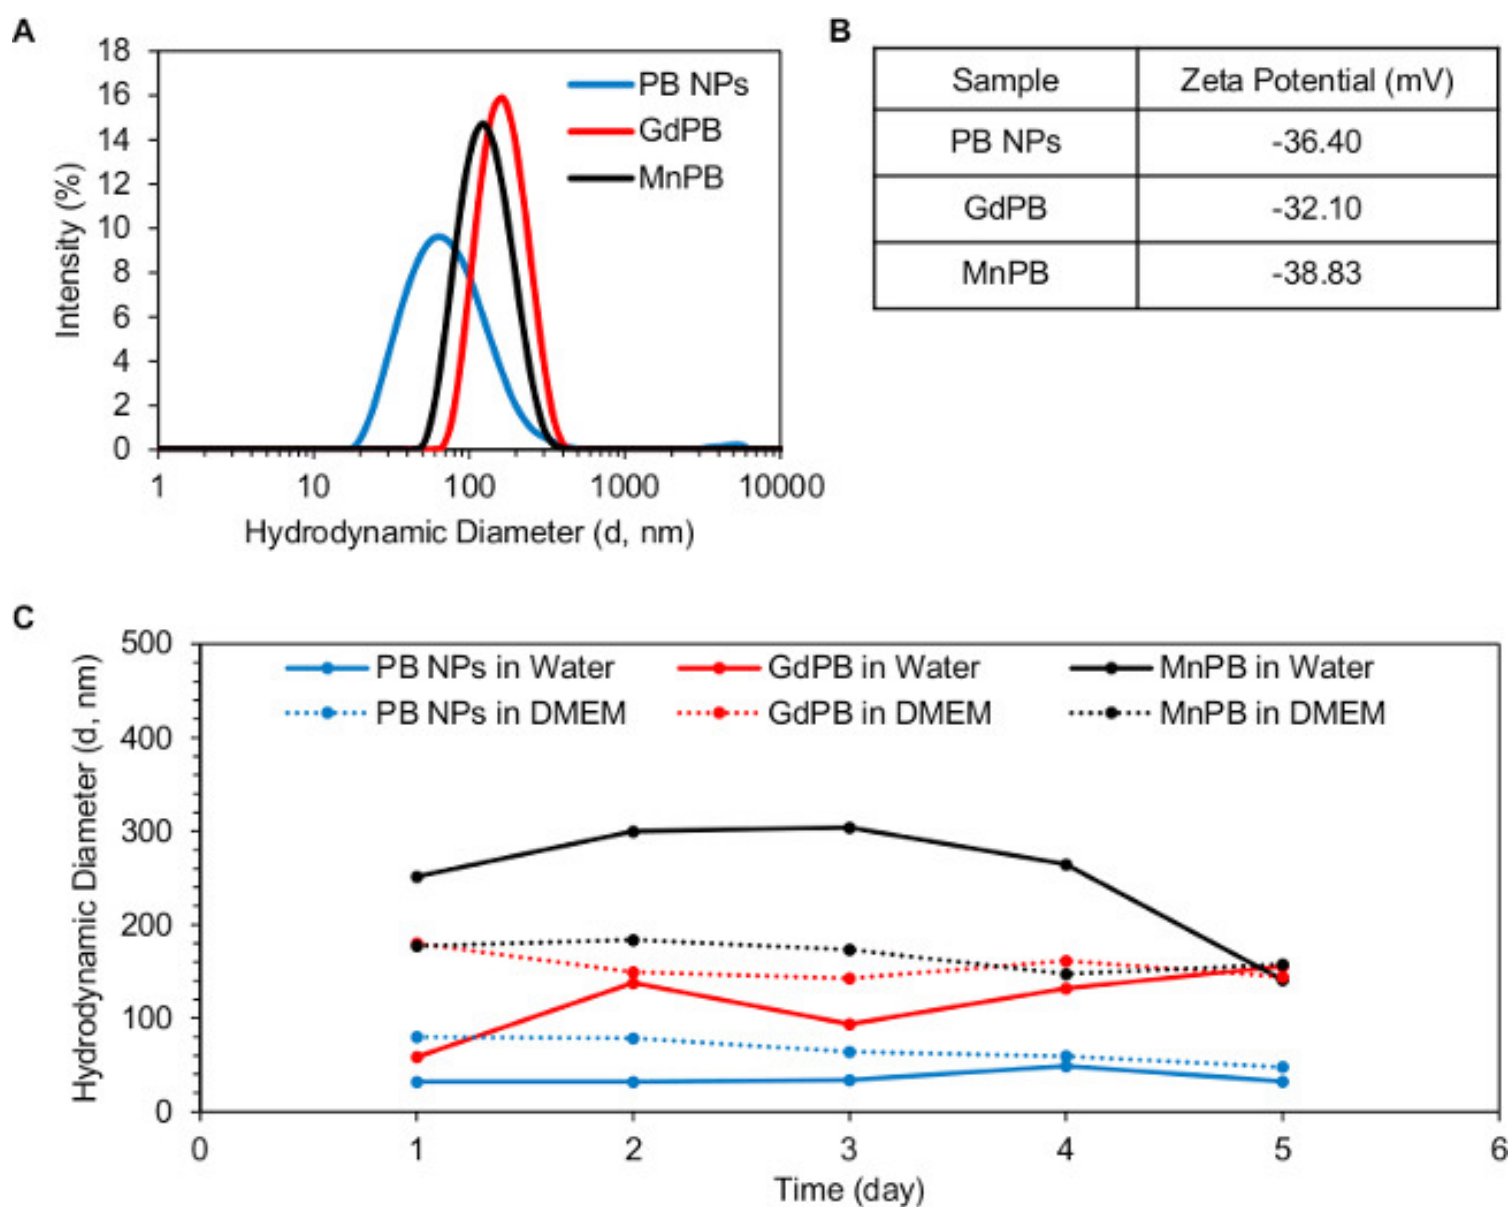 A
18
16
14
12
10
8
6
4
2
0
Intensity (%)
PB NPs
GdPB
MnPB
1 10 100 1000 10000
Hydrodynamic Diameter (d, nm)
B
Sample Zeta Potential (mV)
PB NPs -36.40
GdPB -32.10
MnPB -38.83
C
500
400
300
200
100
0
Hydrodynamic Diameter (d, nm)
PB NPs in Water GdPB in Water MnPB in Water
PB NPs in DMEM GdPB in DMEM MnPB in DMEM
0 1 2 3 4 5 6
Time (day)